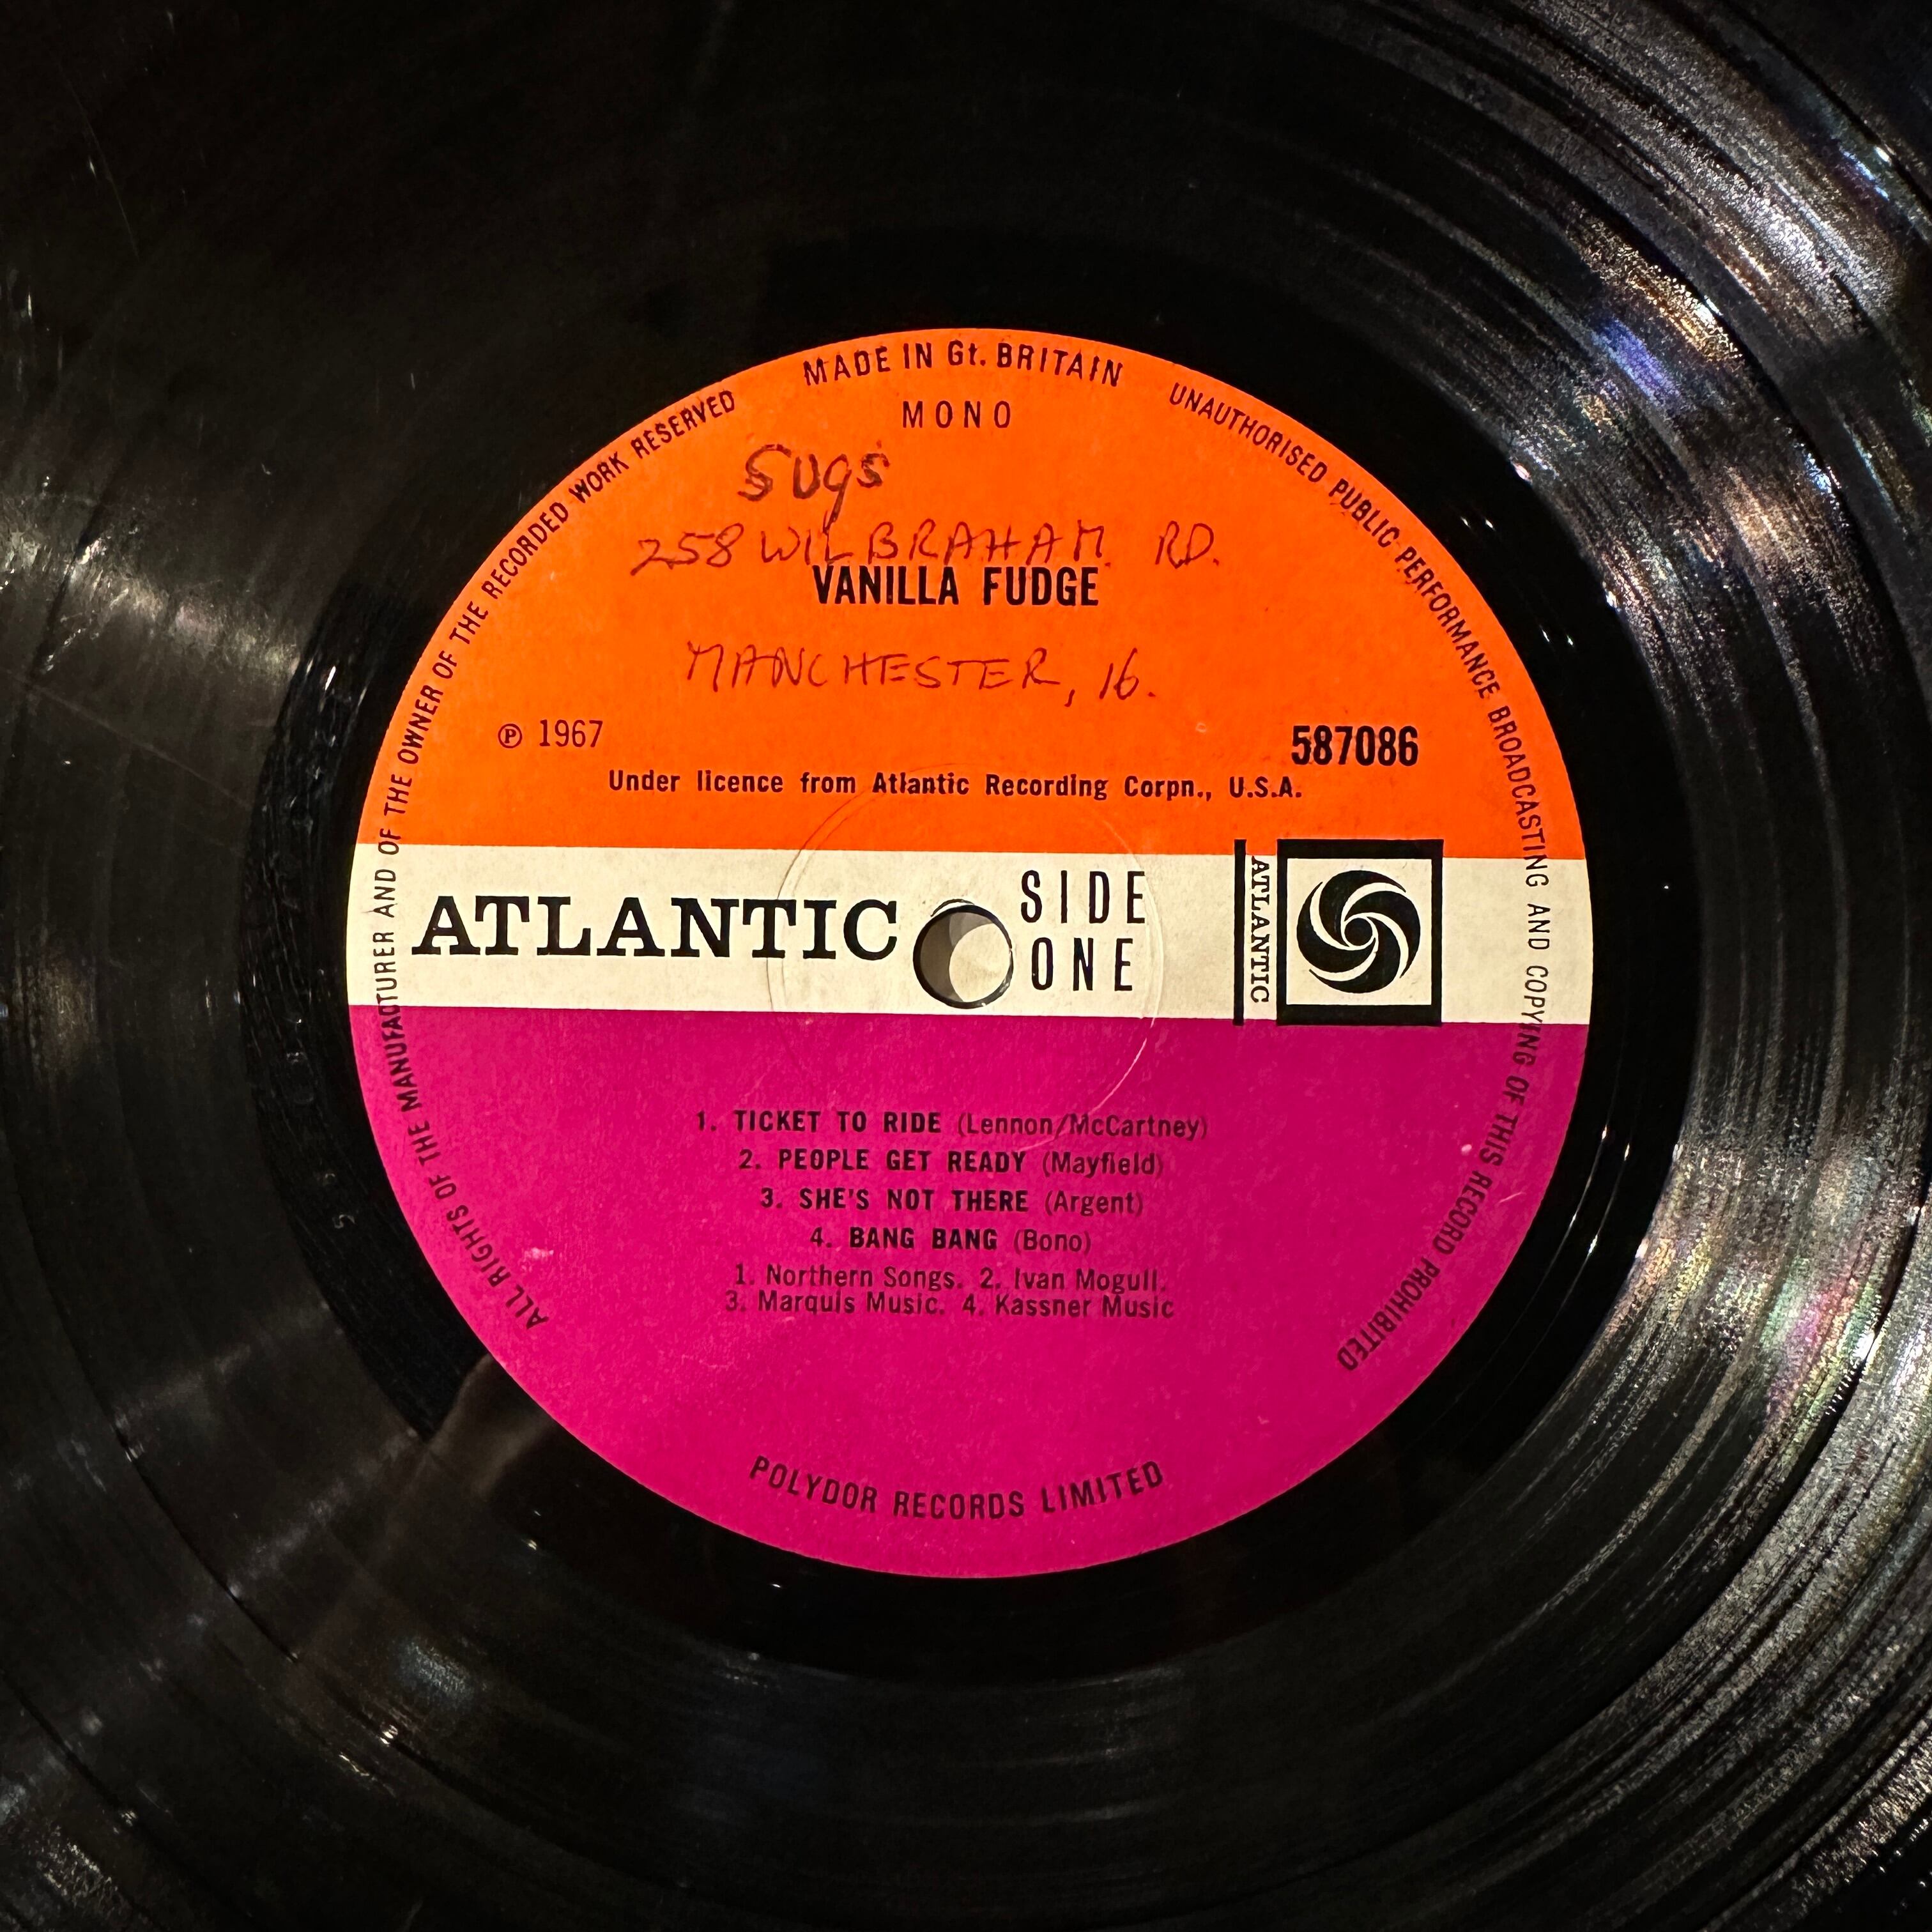 MADE IN Gt. BRITAIN
ALL RIGHTS OF THE MANUFACTURER AND OF THE OWNER OF THE RECORDED WORK RESERVED
UNAUTHORISED PUBLIC PERFORMANCE BROADCASTING AND COPYING OF THIS RECORD PROHIBITED
MONO
SUgS
258 WILBRAHAM RD.
VANILLA FUDGE
MANCHESTER, 16.
℗ 1967
587086
Under licence from Atlantic Recording Corpn., U.S.A.
ATLANTIC
SIDE
ONE
ATLANTIC
1. TICKET TO RIDE (Lennon/McCartney)
2. PEOPLE GET READY (Mayfield)
3. SHE'S NOT THERE (Argent)
4. BANG BANG (Bono)
1. Northern Songs. 2. Ivan Mogull.
3. Marquis Music. 4. Kassner Music
POLYDOR RECORDS LIMITED